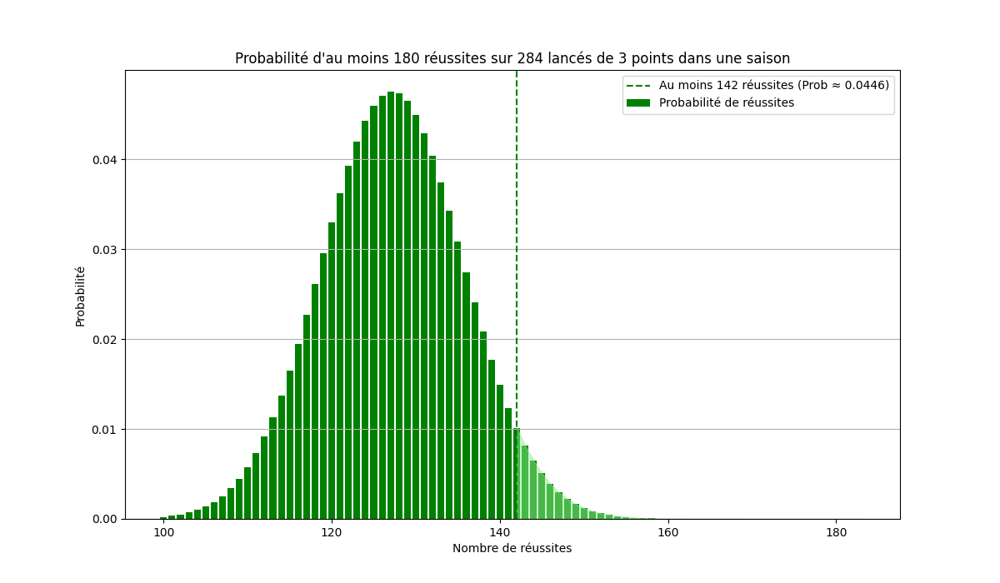 Probabilité d'au moins 180 réussites sur 284 lancés de 3 points dans une saison
Au moins 142 réussites (Prob ≈ 0.0446)
Probabilité de réussites
Probabilité
0.04
0.03
0.02
0.01
0.00
100 120 140 160 180
Nombre de réussites